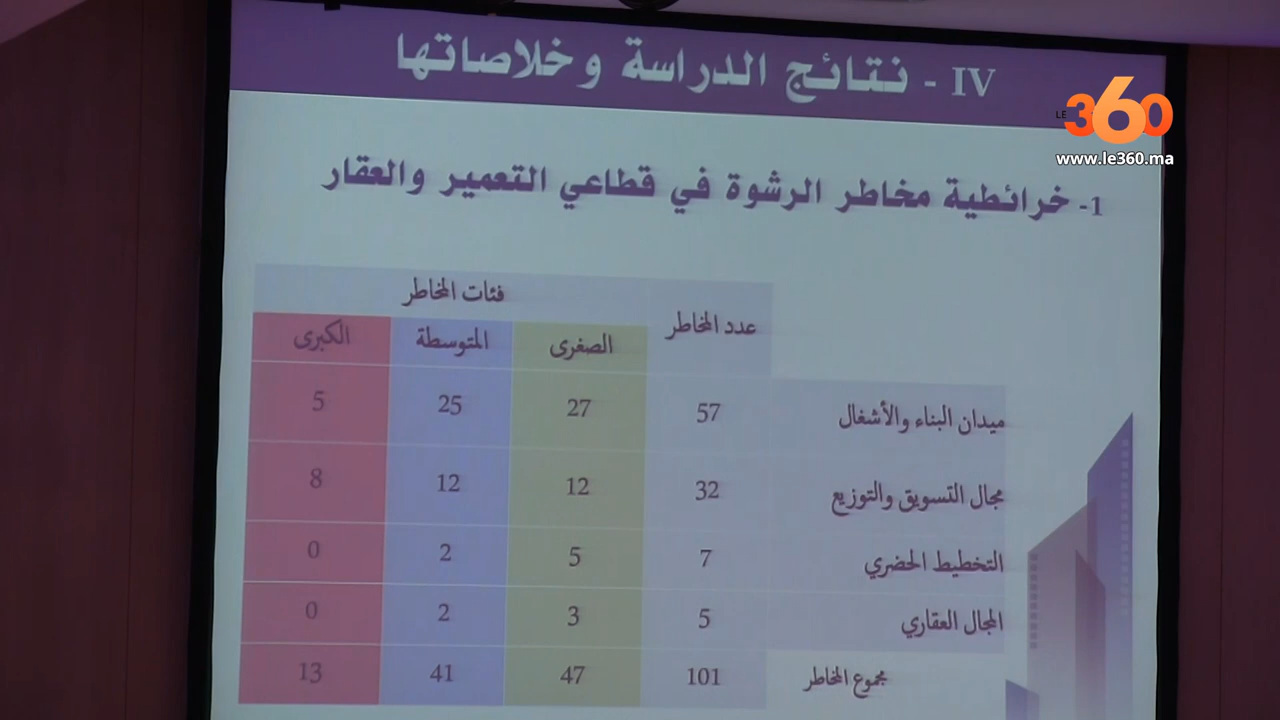 IV - نتائج الدراسة وخلاصاتها
LE 360
www.le360.ma
1- خرائطية مخاطر الرشوة في قطاعي التعمير والعقار
عدد المخاطر فئات المخاطر
الصغرى المتوسطة الكبرى
ميدان البناء والأشغال 57 27 25 5
مجال التسويق والتوزيع 32 12 12 8
التخطيط الحضري 7 5 2 0
المجال العقاري 5 3 2 0
مجموع المخاطر 101 47 41 13